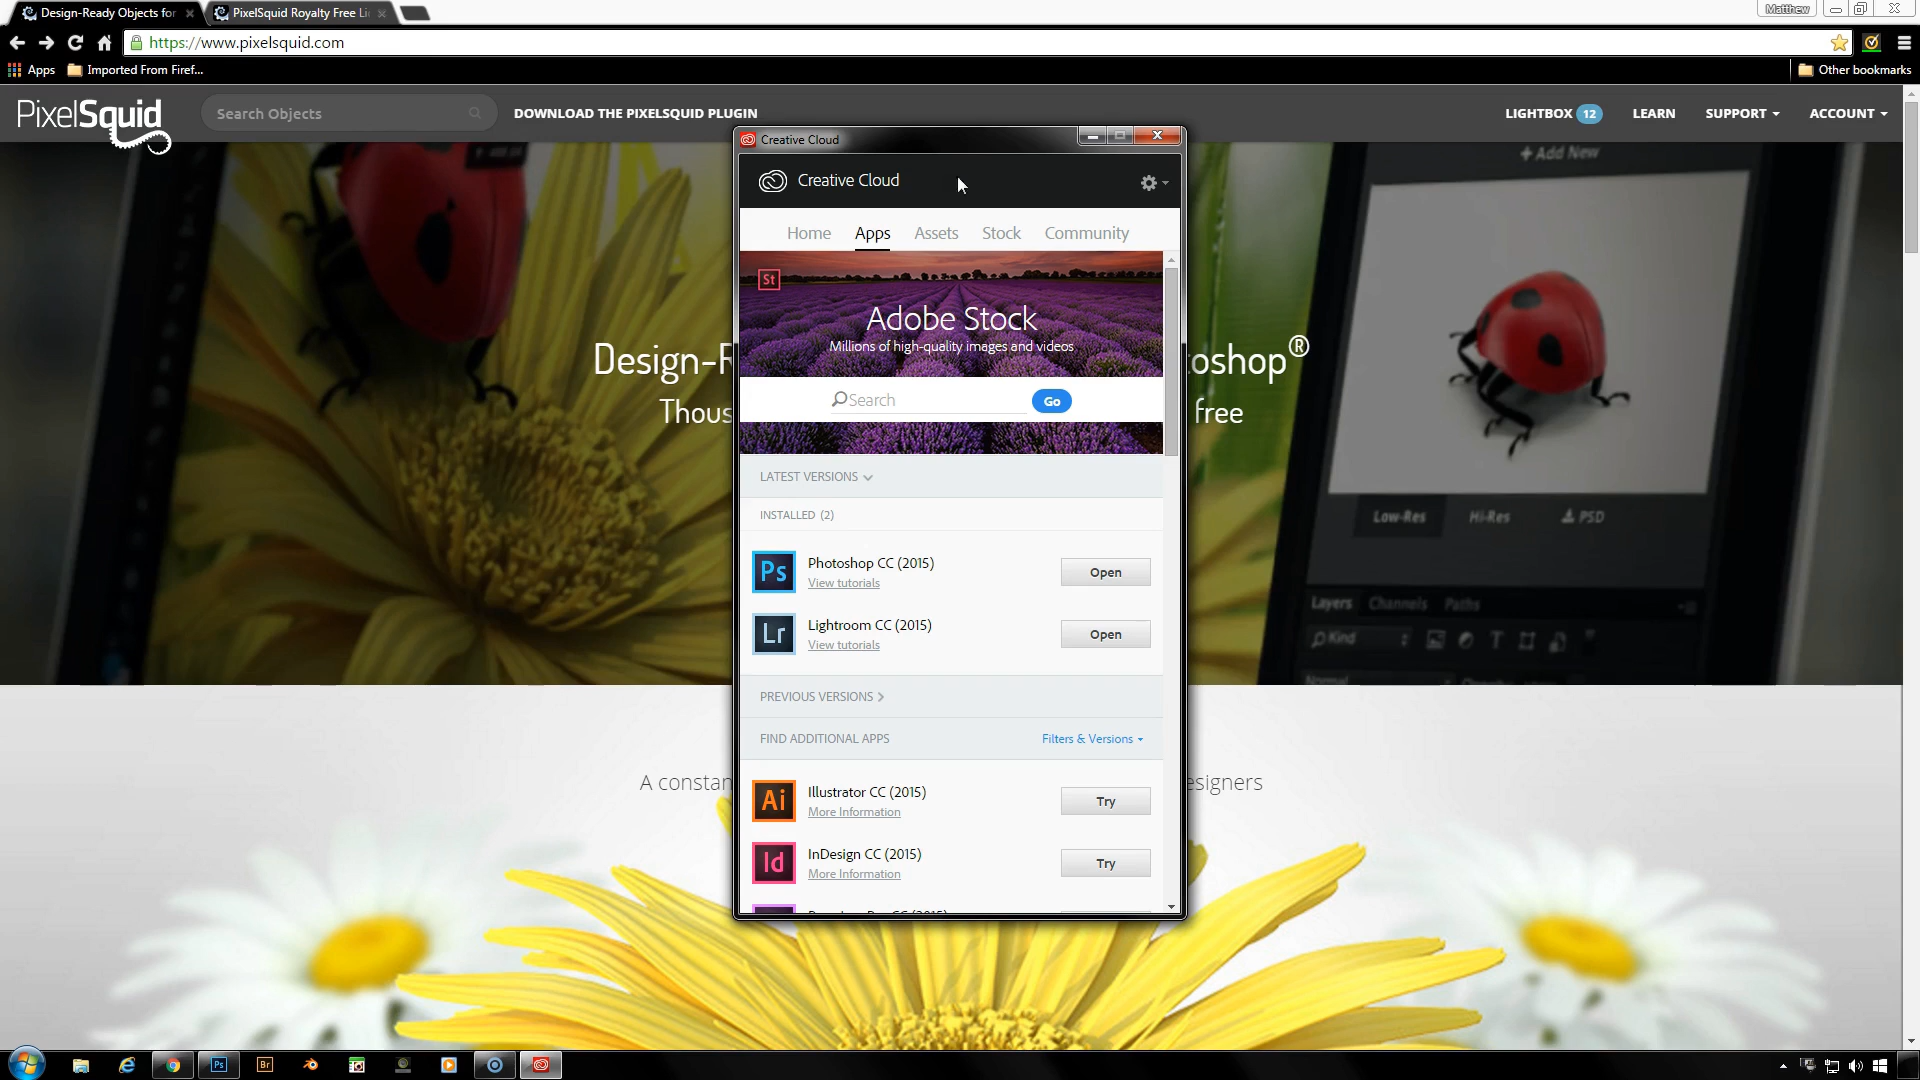 Design-Ready Objects for
PixelSquid Royalty Free Li
Matthew
https://www.pixelsquid.com
Apps
Imported From Firef...
Other bookmarks
PixelSquid
Search Objects
DOWNLOAD THE PIXELSQUID PLUGIN
LIGHTBOX 12
LEARN
SUPPORT
ACCOUNT
Creative Cloud
Creative Cloud
Home
Apps
Assets
Stock
Community
St
Adobe Stock
Millions of high-quality images and videos
Search
Go
LATEST VERSIONS
INSTALLED (2)
Ps
Photoshop CC (2015)
View tutorials
Open
Lr
Lightroom CC (2015)
View tutorials
Open
PREVIOUS VERSIONS
FIND ADDITIONAL APPS
Filters & Versions
Ai
Illustrator CC (2015)
More Information
Try
Id
InDesign CC (2015)
More Information
Try
Design-R
oshop®
Thous
free
+ Add New
Low-Res
Hi-Res
PSD
Layers
Channels
Paths
Kind
Normal
A constan
esigners
Ps
Br